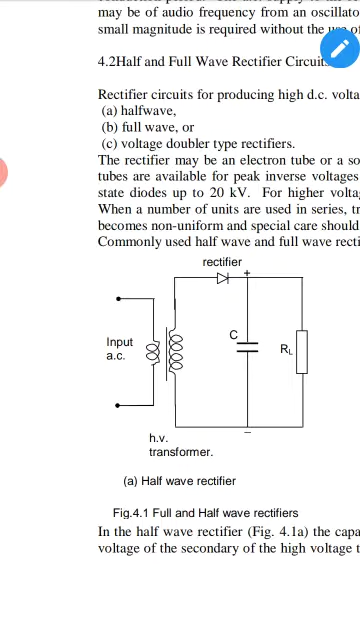 may be of audio frequency from an oscillato
small magnitude is required without the
4.2Half and Full Wave Rectifier Circuit
Rectifier circuits for producing high d.c. volta
(a) halfwave,
(b) full wave, or
(c) voltage doubler type rectifiers.
The rectifier may be an electron tube or a so
tubes are available for peak inverse voltages
state diodes up to 20 kV. For higher volta
When a number of units are used in series, tr
becomes non-uniform and special care should
Commonly used half wave and full wave recti
rectifier
+
C
Input
a.c.
RL
−
h.v.
transformer.
(a) Half wave rectifier
Fig.4.1 Full and Half wave rectifiers
In the half wave rectifier (Fig. 4.1a) the capa
voltage of the secondary of the high voltage t